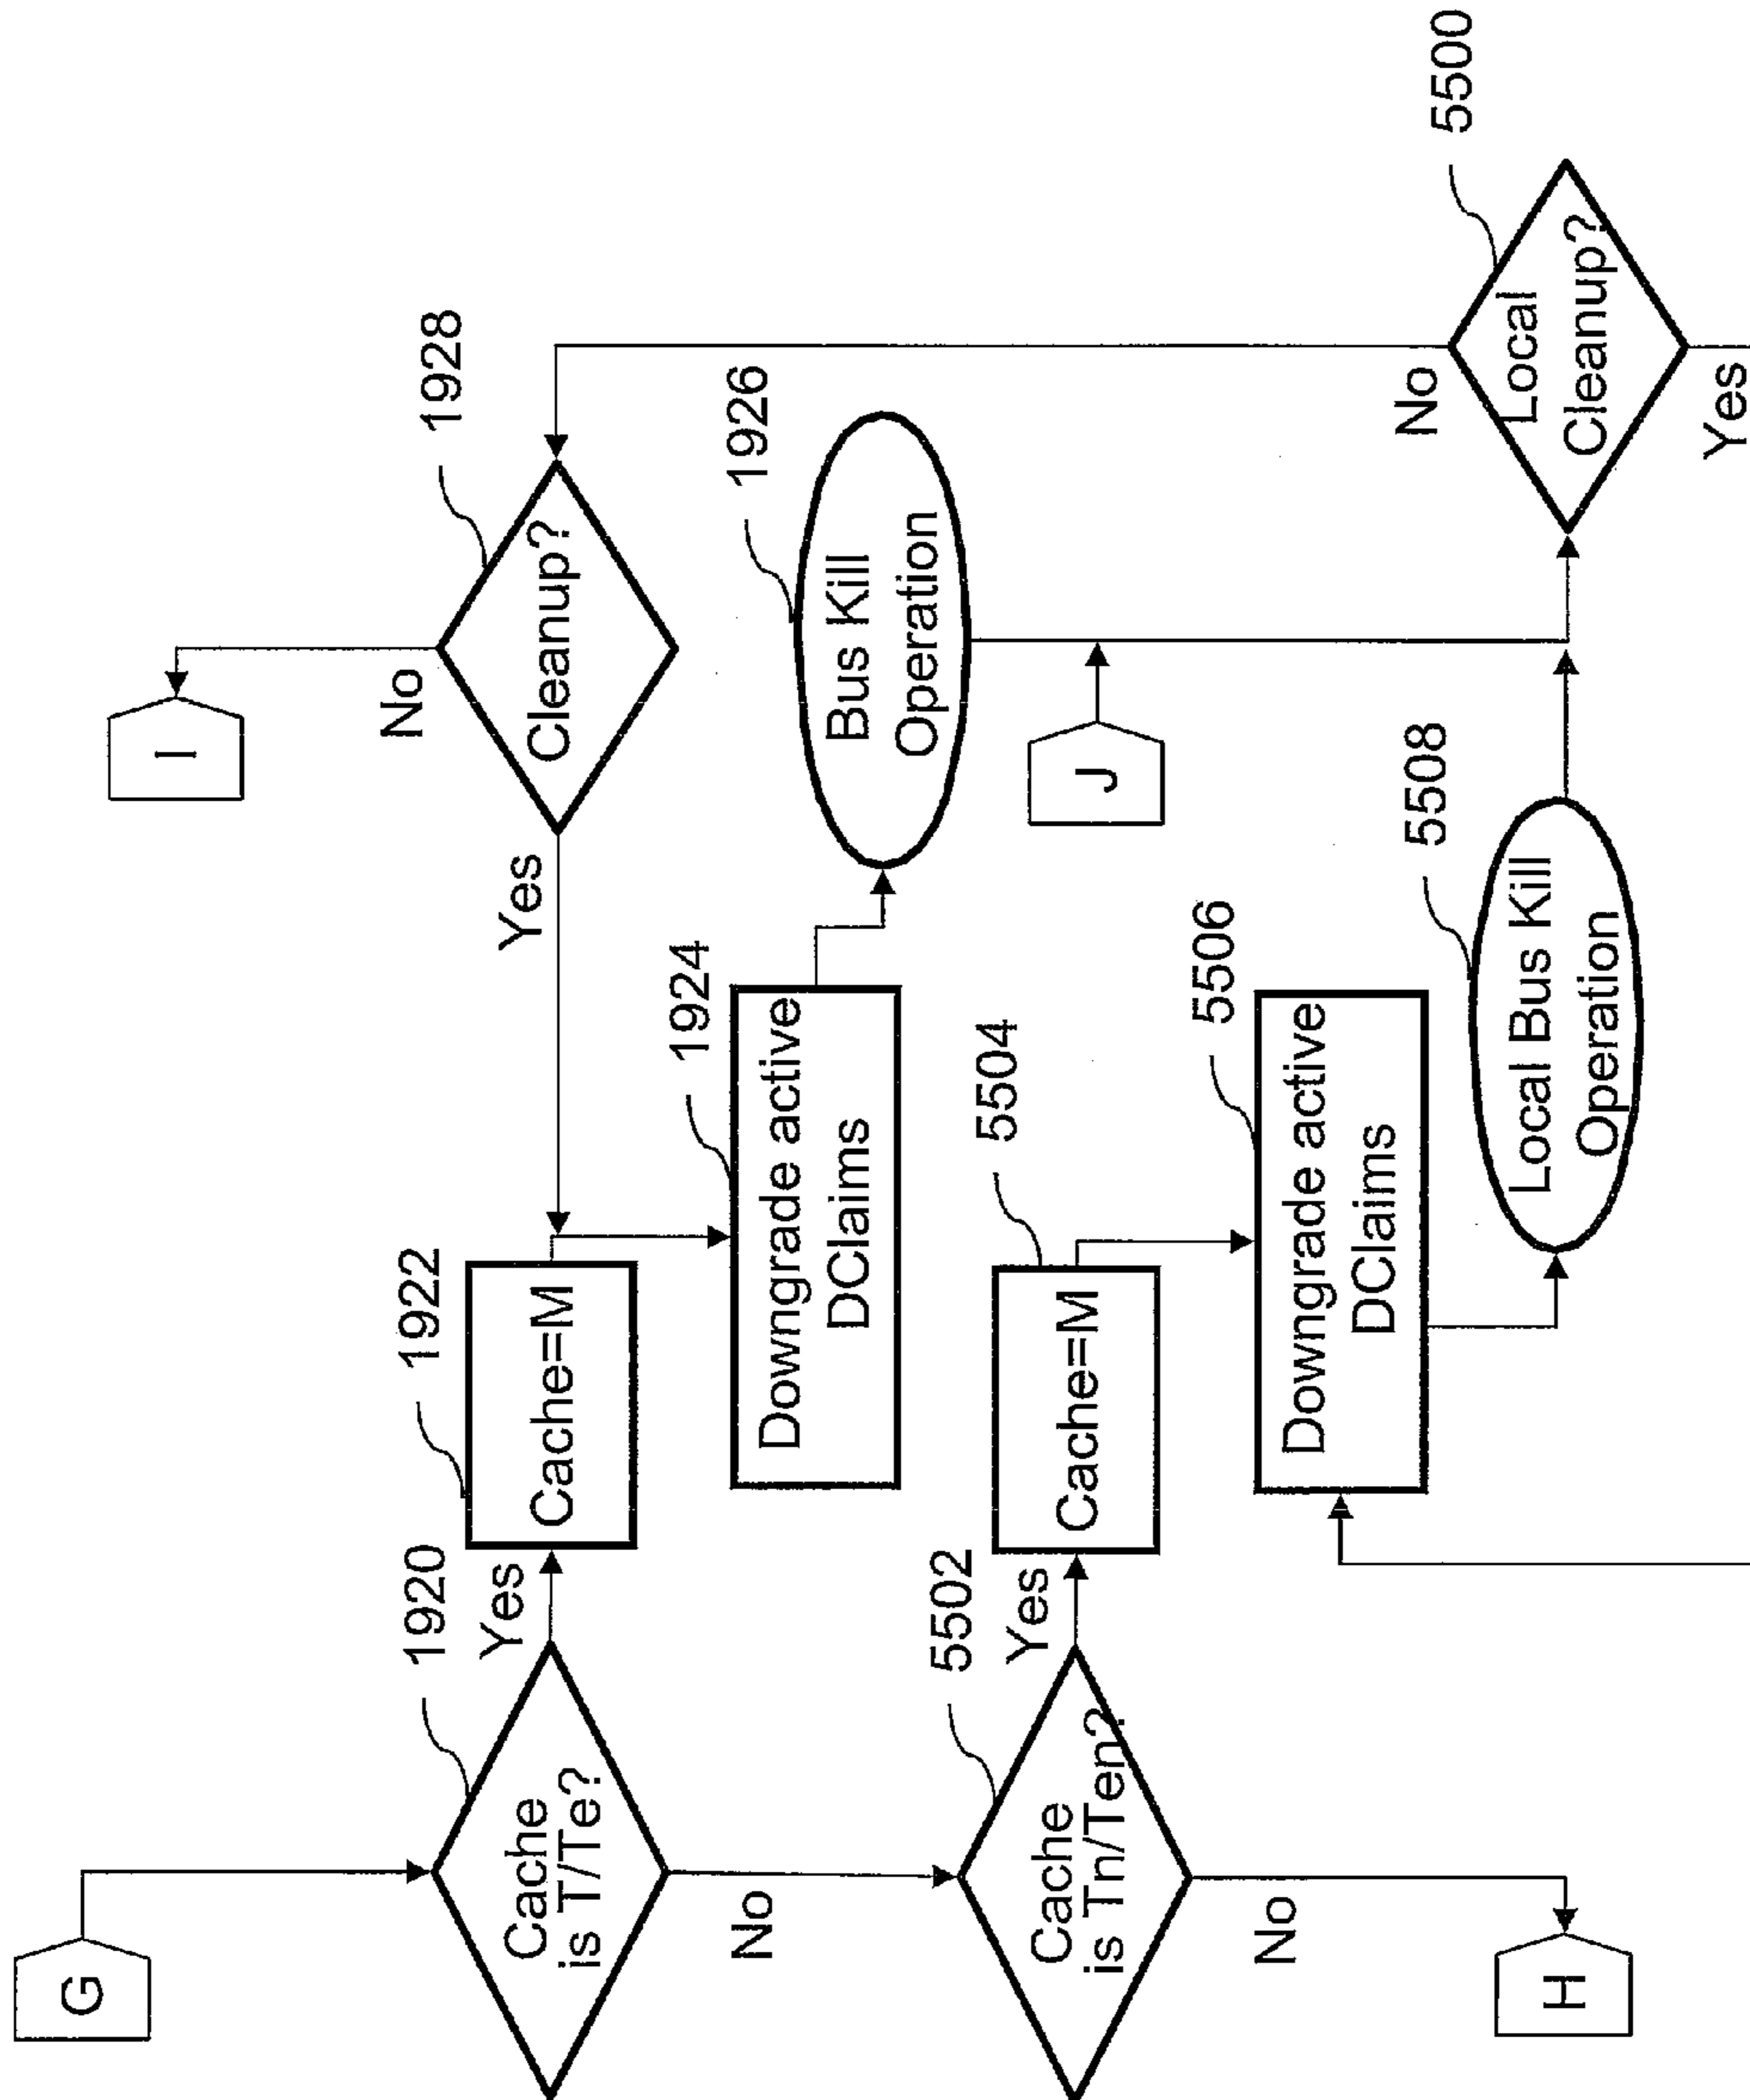 G
1920
Cache
is T/Te?
Yes
No
1922
Cache=M
1924
Downgrade active
DClaims
1926
Bus Kill
Operation
1928
Cleanup?
Yes
No
I
5502
Cache
is Tn/Ten?
Yes
No
H
5504
Cache=M
5506
Downgrade active
DClaims
5508
Local Bus Kill
Operation
J
5500
Local
Cleanup?
No
Yes